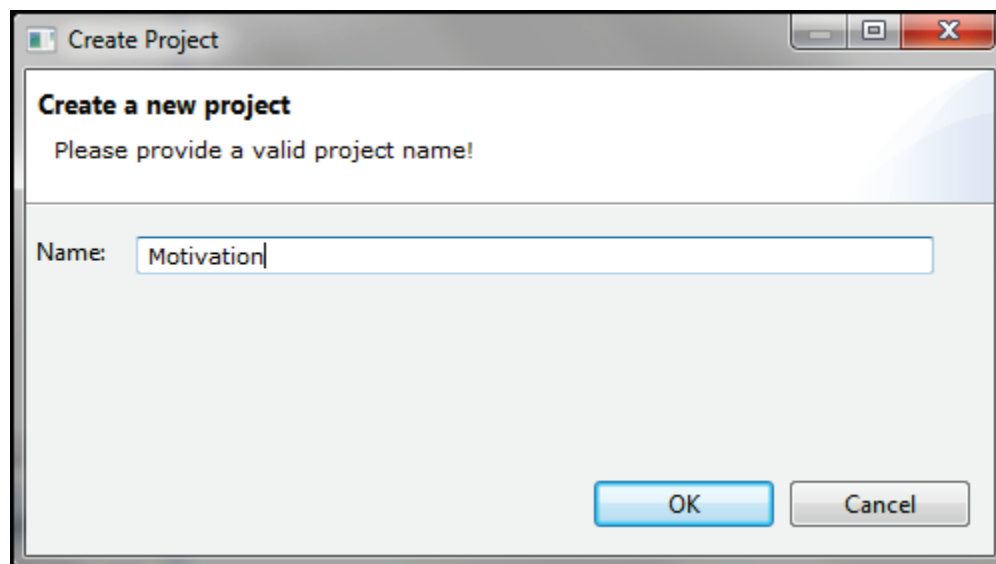 Create Project
Create a new project
Please provide a valid project name!
Name: Motivation
OK Cancel